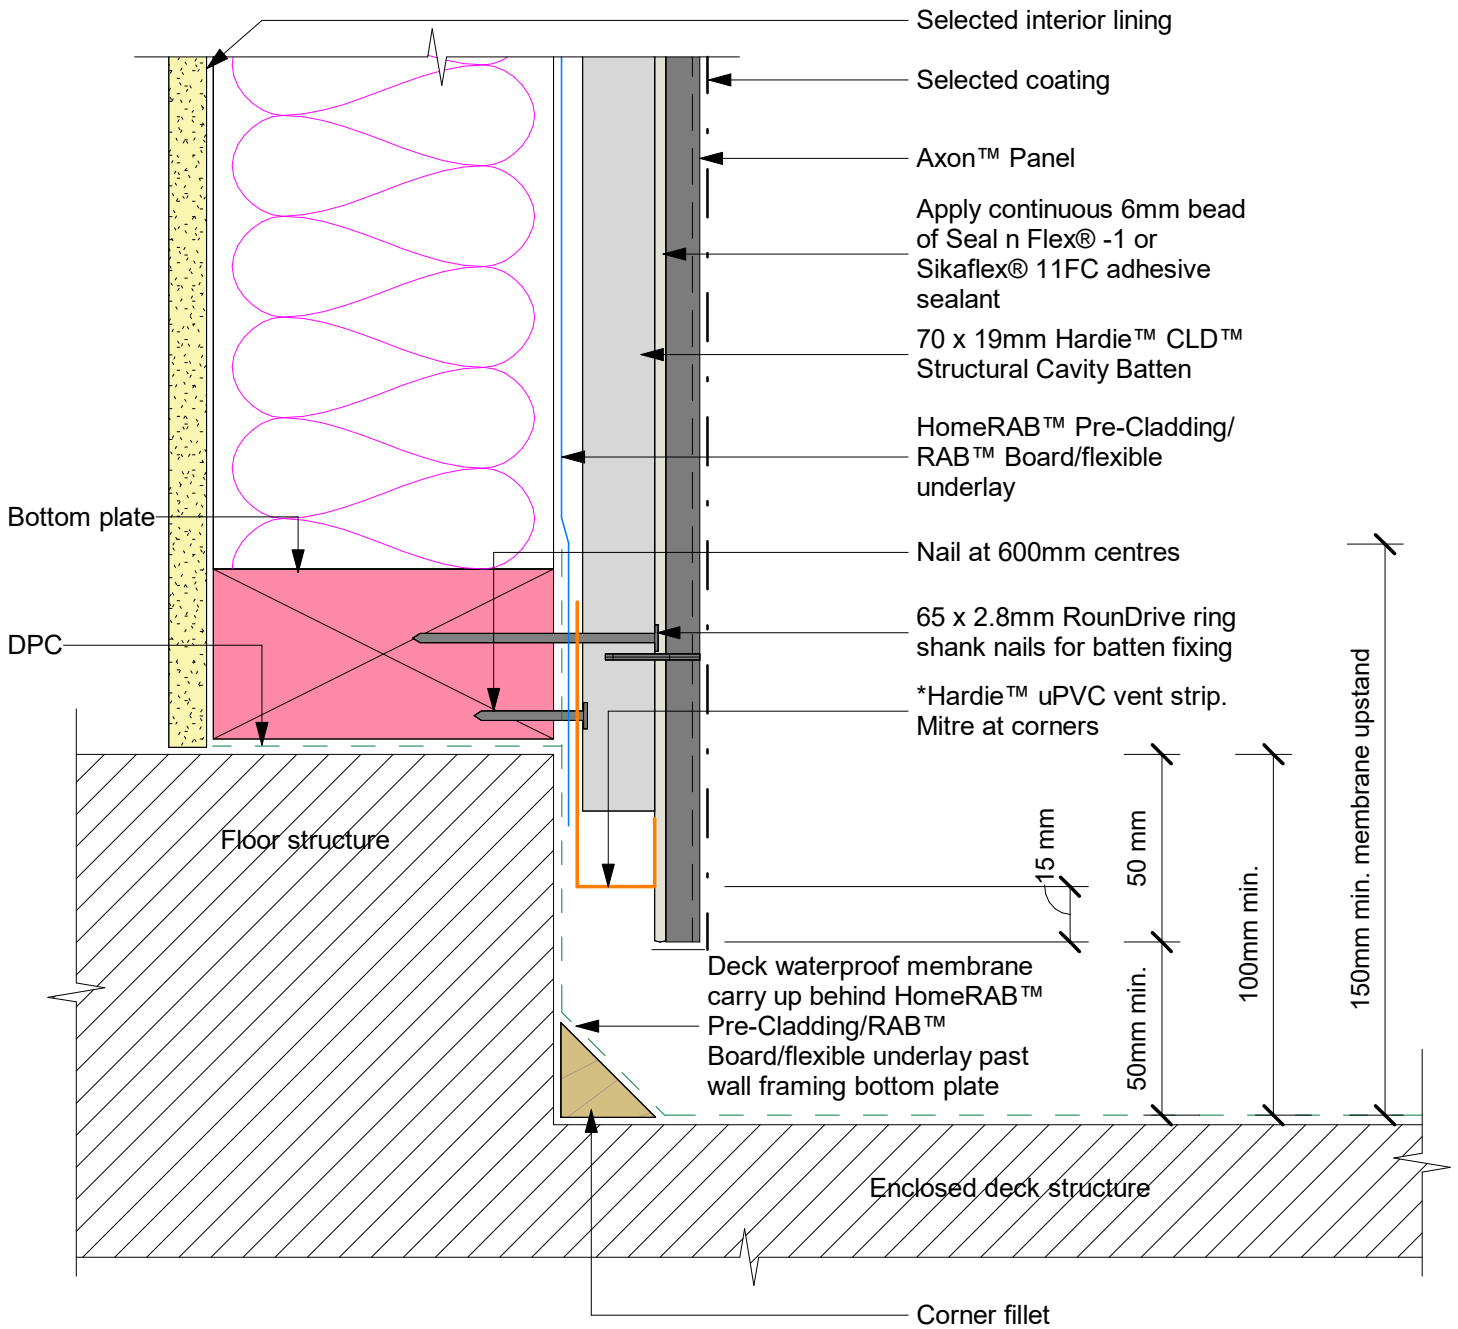 Selected interior lining
Selected coating
Axon™ Panel
Apply continuous 6mm bead
of Seal n Flex® -1 or
Sikaflex® 11FC adhesive
sealant
70 x 19mm Hardie™ CLD™
Structural Cavity Batten
HomeRAB™ Pre-Cladding/
RAB™ Board/flexible
underlay
Bottom plate
Nail at 600mm centres
DPC
65 x 2.8mm RounDrive ring
shank nails for batten fixing
*Hardie™ uPVC vent strip.
Mitre at corners
Floor structure
15 mm
50 mm
50mm min.
100mm min.
150mm min. membrane upstand
Deck waterproof membrane
carry up behind HomeRAB™
Pre-Cladding/RAB™
Board/flexible underlay past
wall framing bottom plate
Enclosed deck structure
Corner fillet